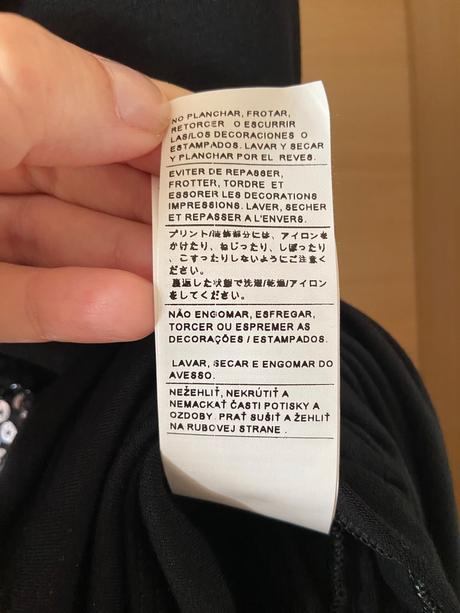 NO PLANCHAR, FROTAR,
RETORCER O ESCURRIR
LAS/LOS DECORACIONES O
ESTAMPADOS. LAVAR Y SECAR
Y PLANCHAR POR EL REVES.
EVITER DE REPASSER,
FROTTER, TORDRE ET
ESSORER LES DECORATIONS
IMPRESSIONS. LAVER, SECHER
ET REPASSER A L'ENVERS.
プリント/装飾部分には、アイロンを
かけたり、ねじったり、しぼったり
、こすったりしないようにご注意く
ださい。
裏返した状態で洗濯/乾燥/アイロン
をしてください。
NÃO ENGOMAR, ESFREGAR,
TORCER OU ESPREMER AS
DECORAÇÕES / ESTAMPADOS.
LAVAR, SECAR E ENGOMAR DO
AVESSO.
NEŽEHLIŤ, NEKRÚTIŤ A
NEMACKAŤ ČASTI POTISKY A
OZDOBY. PRAŤ SUŠIŤ A ŽEHLIŤ
NA RUBOVEJ STRANE .